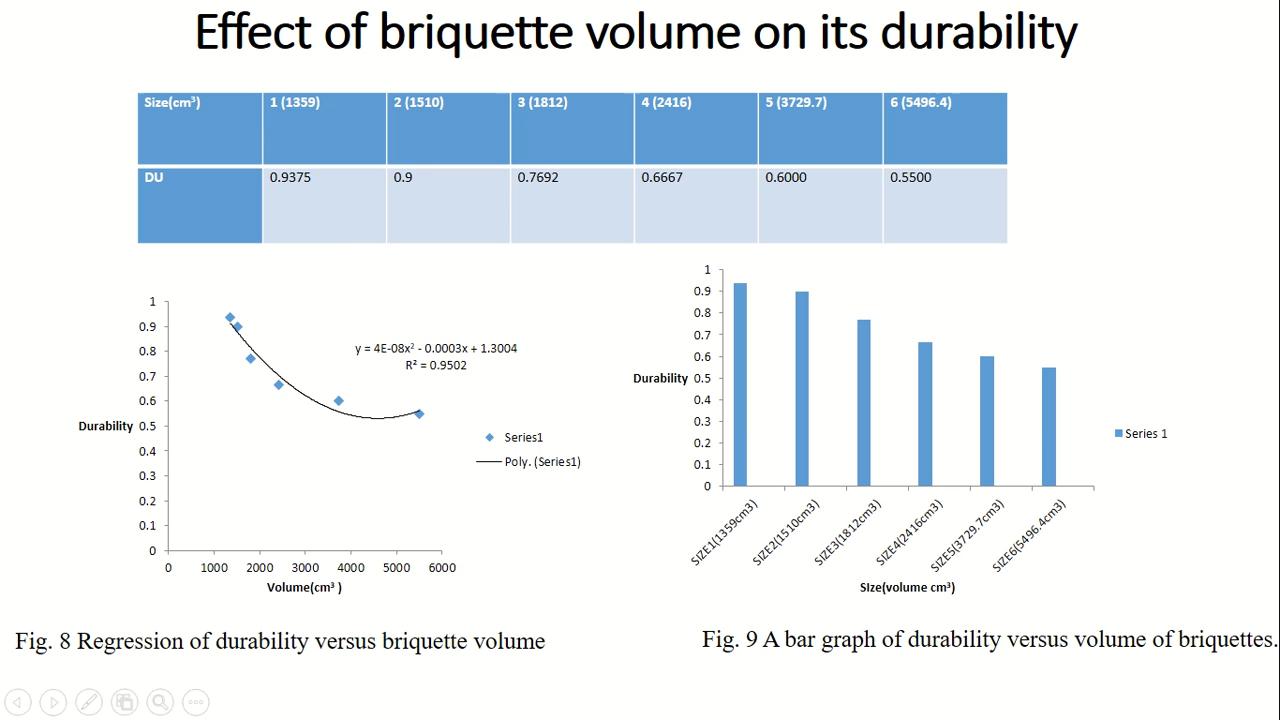 Effect of briquette volume on its durability
Size(cm³) 1 (1359) 2 (1510) 3 (1812) 4 (2416) 5 (3729.7) 6 (5496.4)
DU 0.9375 0.9 0.7692 0.6667 0.6000 0.5500
1
0.9
0.8
0.7
0.6
0.5
0.4
0.3
0.2
0.1
0
Durability
y = 4E-08x² - 0.0003x + 1.3004
R² = 0.9502
Series1
Poly. (Series1)
0 1000 2000 3000 4000 5000 6000
Volume(cm³ )
Fig. 8 Regression of durability versus briquette volume
1
0.9
0.8
0.7
0.6
0.5
0.4
0.3
0.2
0.1
0
Durability
Series 1
SIZE1(1359cm3)
SIZE2(1510cm3)
SIZE3(1812cm3)
SIZE4(2416cm3)
SIZE5(3729.7cm3)
SIZE6(5496.4cm3)
SIze(volume cm³)
Fig. 9 A bar graph of durability versus volume of briquettes.